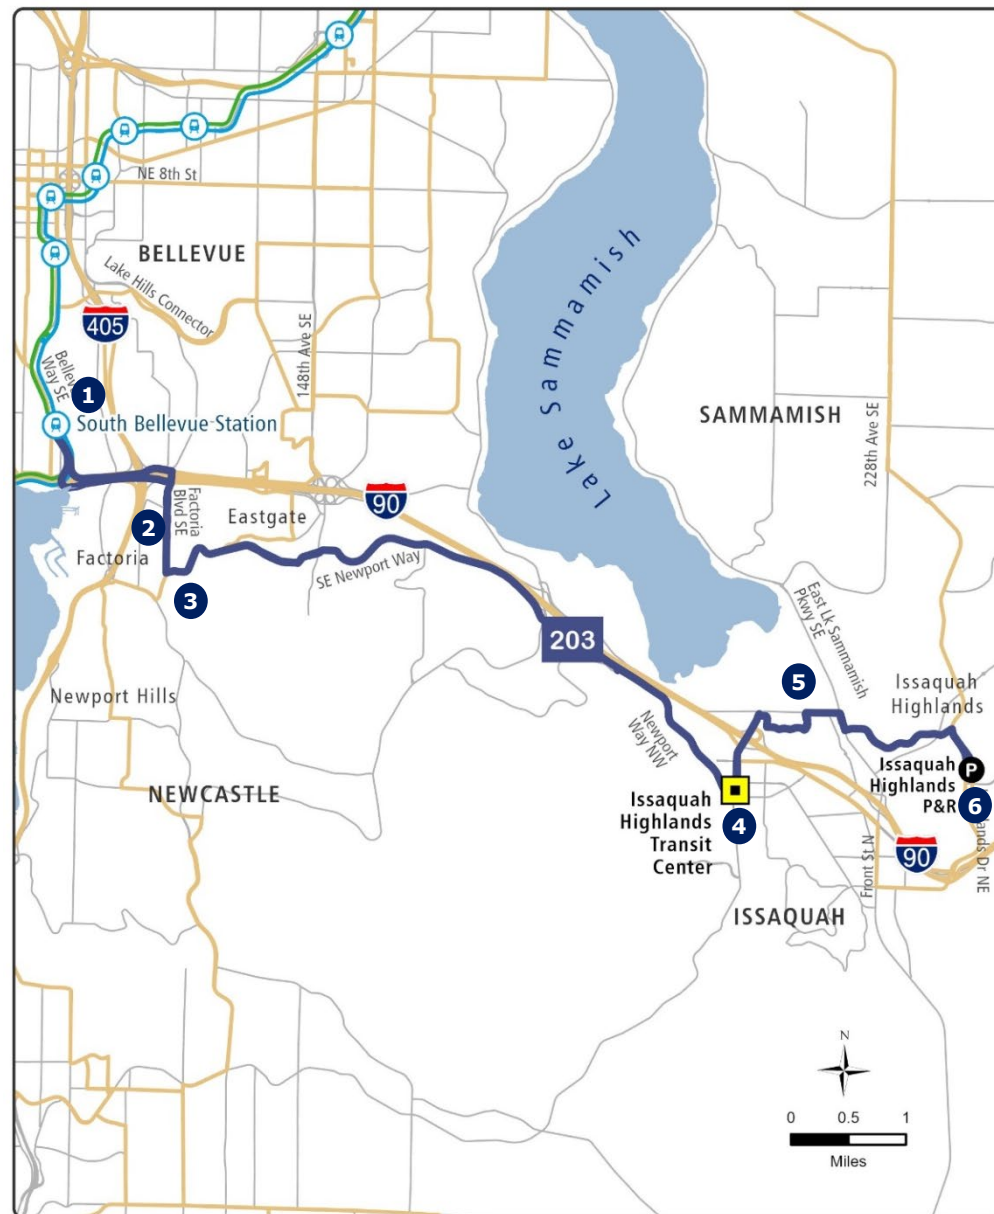 NE 8th St
BELLEVUE
Lake Hills Connector
405
148th Ave SE
Way SE
1
South Bellevue Station
Lake Sammamish
SAMMAMISH
228th Ave SE
90
Factoria
Blvd SE
Eastgate
2
Factoria
3
SE Newport Way
203
East Lk Sammamish
Pkwy SE
5
Issaquah
Highlands
Newport Hills
Newport
Way NW
NEWCASTLE
Issaquah
Highlands
Transit
Center
4
Issaquah
Highlands
P&R
P
6
Dr NE
90
Front St N
ISSAQUAH
N
0 0.5 1
Miles